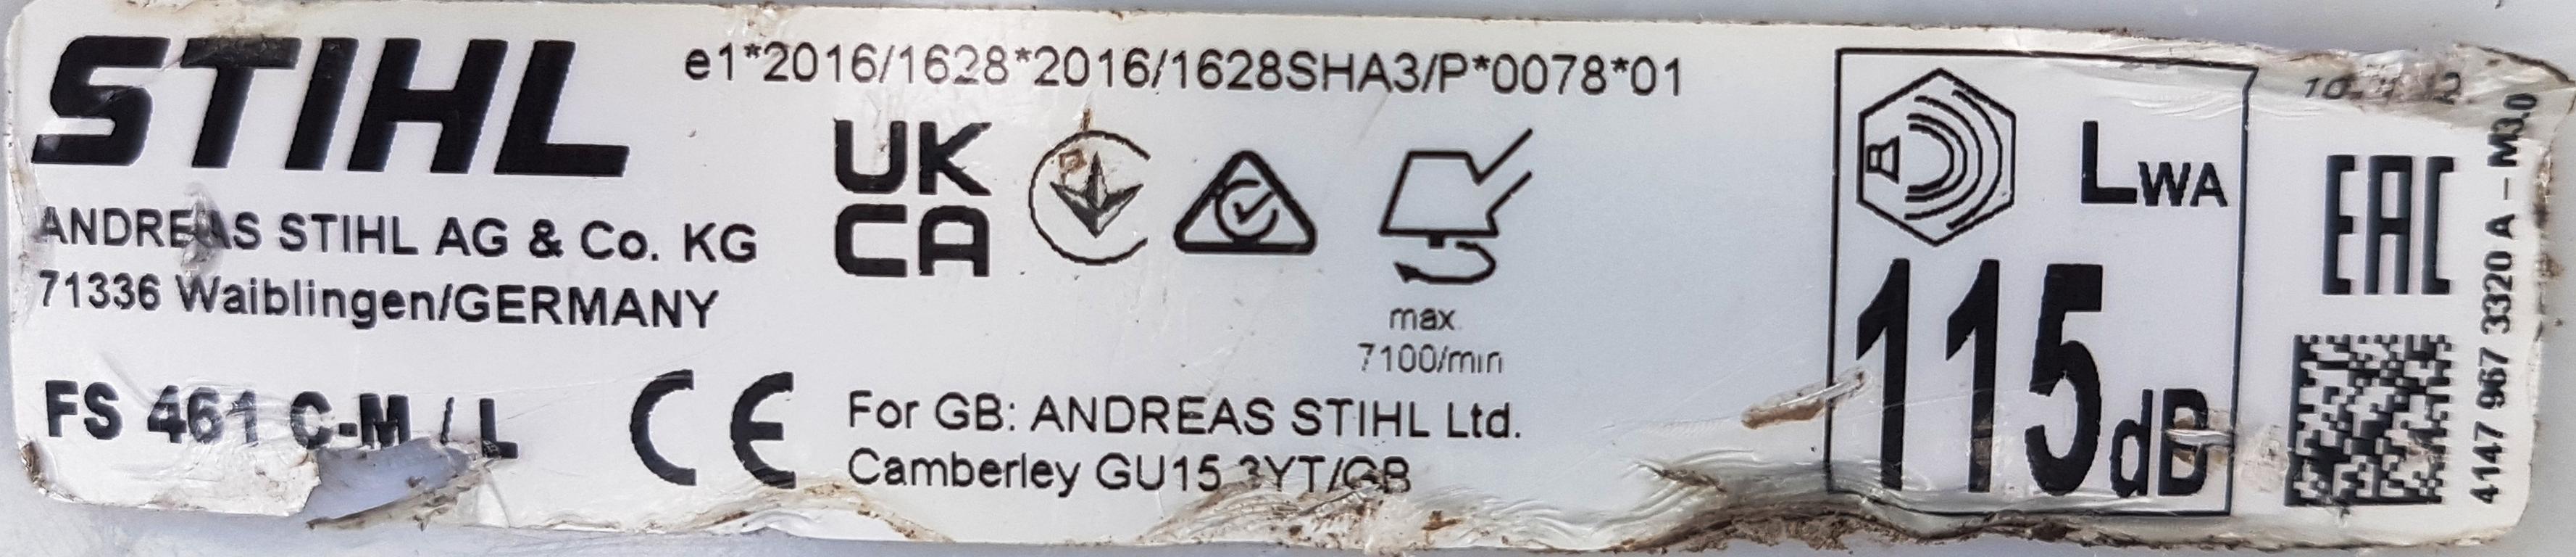 STIHL
e1*2016/1628*2016/1628SHA3/P*0078*01
ANDREAS STIHL AG & Co. KG
71336 Waiblingen/GERMANY
FS 461 C-M / L
CE
UK
CA
max.
7100/min
For GB: ANDREAS STIHL Ltd.
Camberley GU15 3YT/GB
LWA
115dB
EAC
4147 967 3320 A – M3.0